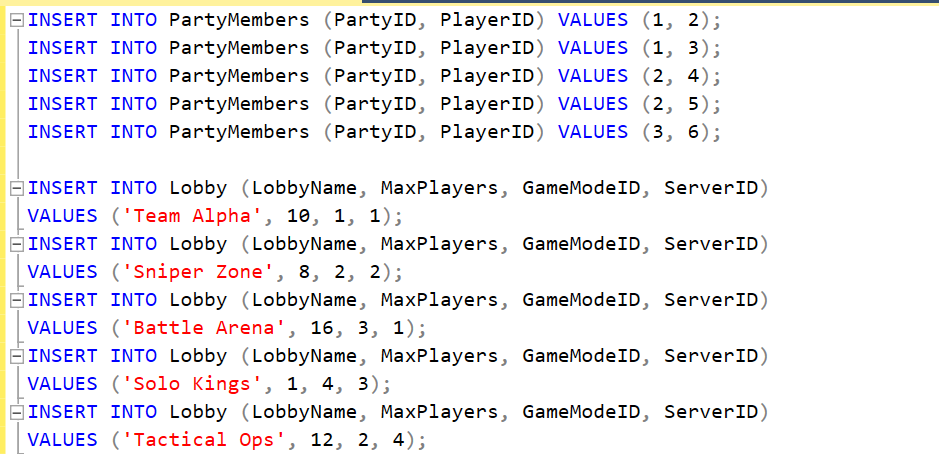 INSERT INTO PartyMembers (PartyID, PlayerID) VALUES (1, 2);
INSERT INTO PartyMembers (PartyID, PlayerID) VALUES (1, 3);
INSERT INTO PartyMembers (PartyID, PlayerID) VALUES (2, 4);
INSERT INTO PartyMembers (PartyID, PlayerID) VALUES (2, 5);
INSERT INTO PartyMembers (PartyID, PlayerID) VALUES (3, 6);
INSERT INTO Lobby (LobbyName, MaxPlayers, GameModeID, ServerID)
VALUES ('Team Alpha', 10, 1, 1);
INSERT INTO Lobby (LobbyName, MaxPlayers, GameModeID, ServerID)
VALUES ('Sniper Zone', 8, 2, 2);
INSERT INTO Lobby (LobbyName, MaxPlayers, GameModeID, ServerID)
VALUES ('Battle Arena', 16, 3, 1);
INSERT INTO Lobby (LobbyName, MaxPlayers, GameModeID, ServerID)
VALUES ('Solo Kings', 1, 4, 3);
INSERT INTO Lobby (LobbyName, MaxPlayers, GameModeID, ServerID)
VALUES ('Tactical Ops', 12, 2, 4);